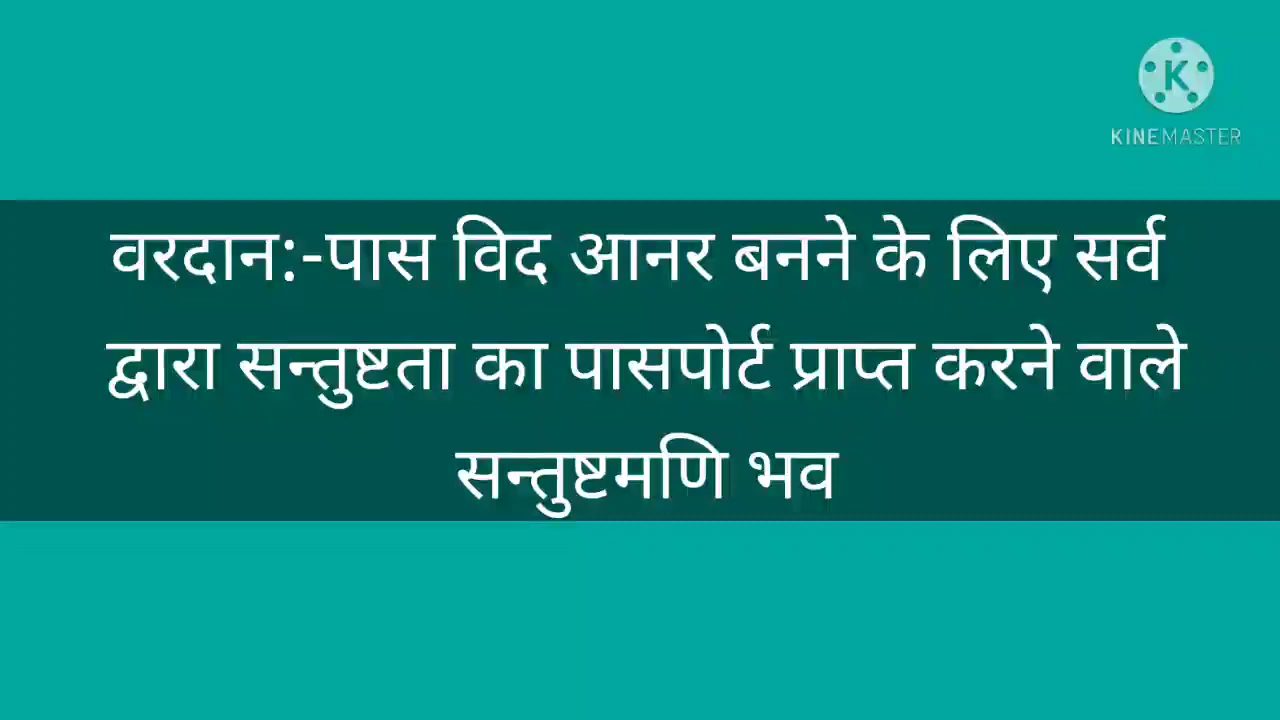 KINEMASTER
वरदान:-पास विद आनर बनने के लिए सर्व
द्वारा सन्तुष्टता का पासपोर्ट प्राप्त करने वाले
सन्तुष्टमणि भव